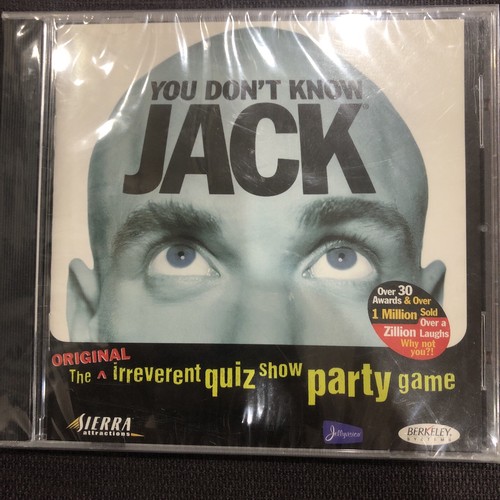 YOU DON'T KNOW
JACK®
Over 30
Awards & Over
1 Million Sold
Over a
Zillion Laughs
Why not
you?!
ORIGINAL
The ^ irreverent quiz show party game
SIERRA
attractions
Jellyvision
BERKELEY
SYSTEMS